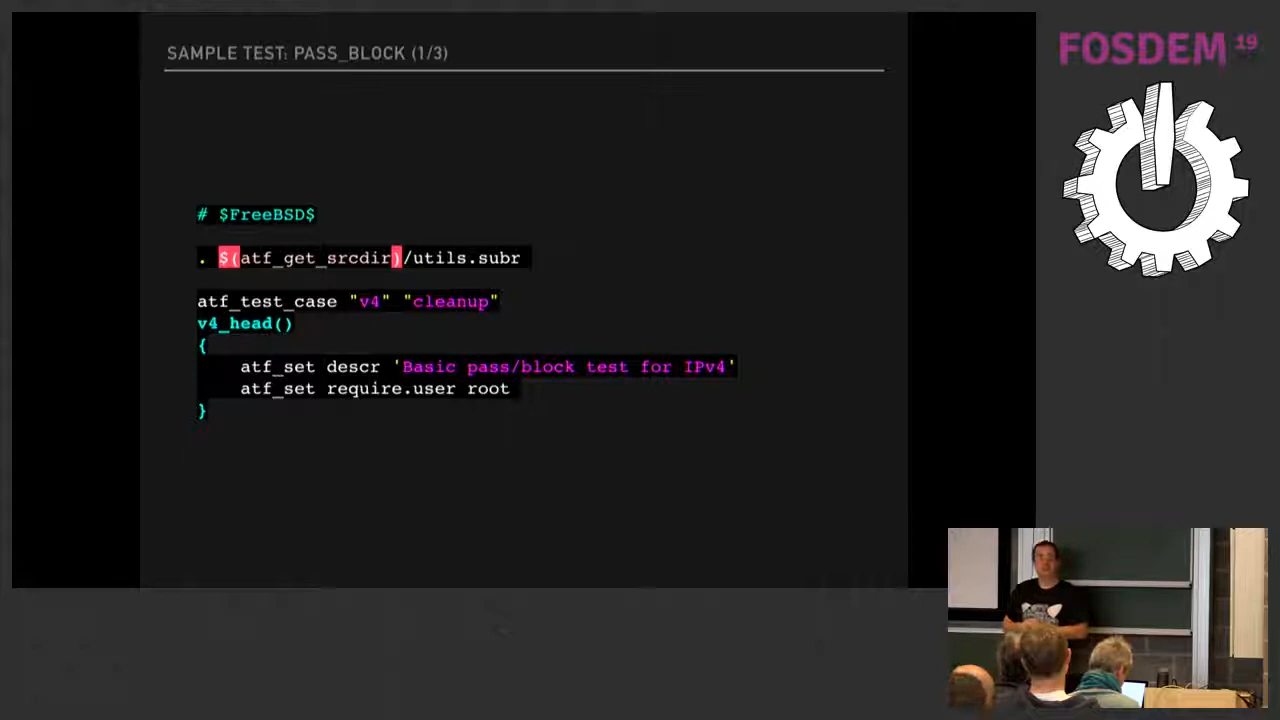 SAMPLE TEST: PASS_BLOCK (1/3)
FOSDEM 19
# $FreeBSD$
. $(atf_get_srcdir)/utils.subr
atf_test_case "v4" "cleanup"
v4_head()
{
atf_set descr 'Basic pass/block test for IPv4'
atf_set require.user root
}